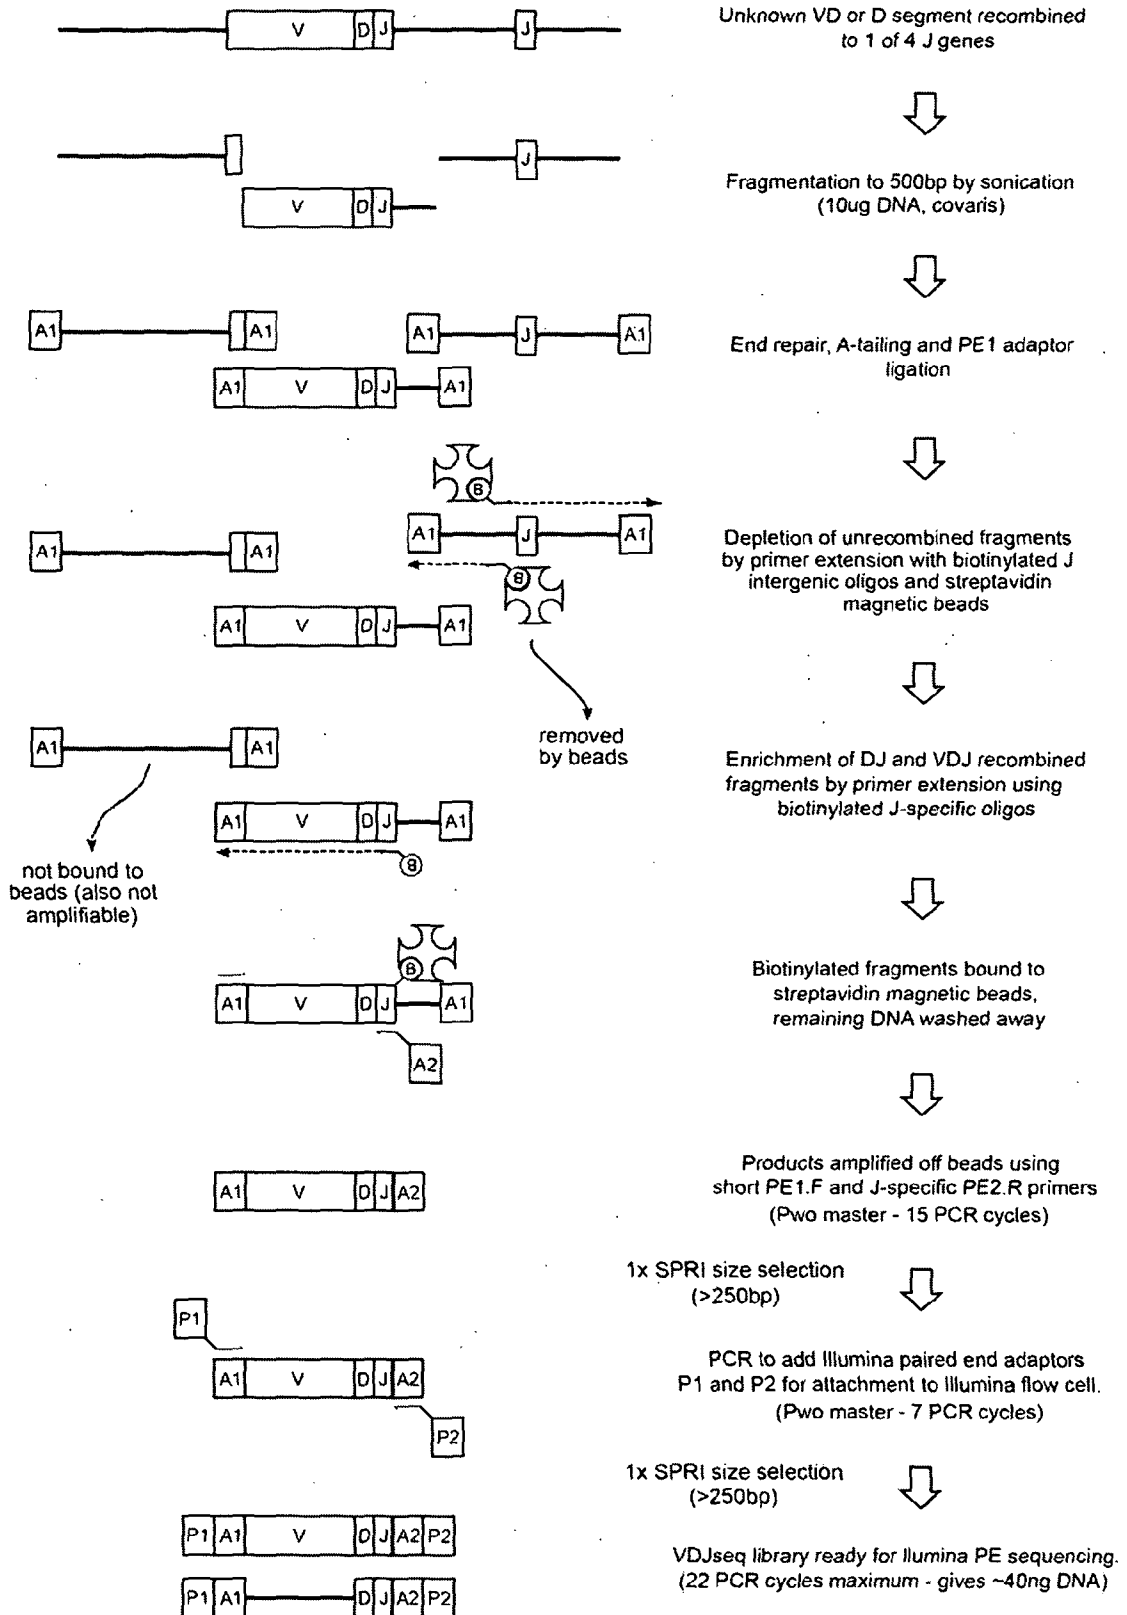 V D J J
Unknown VD or D segment recombined
to 1 of 4 J genes
J
V D J
Fragmentation to 500bp by sonication
(10ug DNA, covaris)
A1 A1 A1 J A1
A1 V D J A1
End repair, A-tailing and PE1 adaptor
ligation
B
A1 A1 A1 J A1
B
A1 V D J A1
Depletion of unrecombined fragments
by primer extension with biotinylated J
intergenic oligos and streptavidin
magnetic beads
removed
by beads
A1 A1
A1 V D J A1
B
not bound to
beads (also not
amplifiable)
Enrichment of DJ and VDJ recombined
fragments by primer extension using
biotinylated J-specific oligos
B
A1 V D J A1
A2
Biotinylated fragments bound to
streptavidin magnetic beads,
remaining DNA washed away
A1 V D J A2
Products amplified off beads using
short PE1.F and J-specific PE2.R primers
(Pwo master - 15 PCR cycles)
1x SPRI size selection
(>250bp)
P1
A1 V D J A2
P2
PCR to add Illumina paired end adaptors
P1 and P2 for attachment to Illumina flow cell.
(Pwo master - 7 PCR cycles)
1x SPRI size selection
(>250bp)
P1 A1 V D J A2 P2
P1 A1 D J A2 P2
VDJseq library ready for Ilumina PE sequencing.
(22 PCR cycles maximum - gives ~40ng DNA)